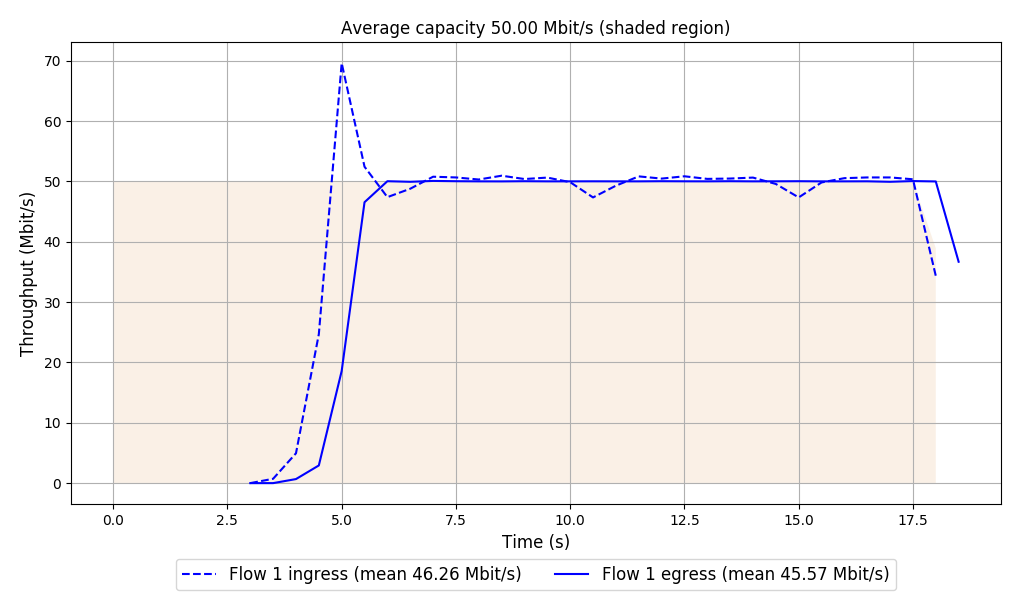 Average capacity 50.00 Mbit/s (shaded region)
70
60
50
40
30
20
10
0
Throughput (Mbit/s)
0.0 2.5 5.0 7.5 10.0 12.5 15.0 17.5
Time (s)
Flow 1 ingress (mean 46.26 Mbit/s) Flow 1 egress (mean 45.57 Mbit/s)